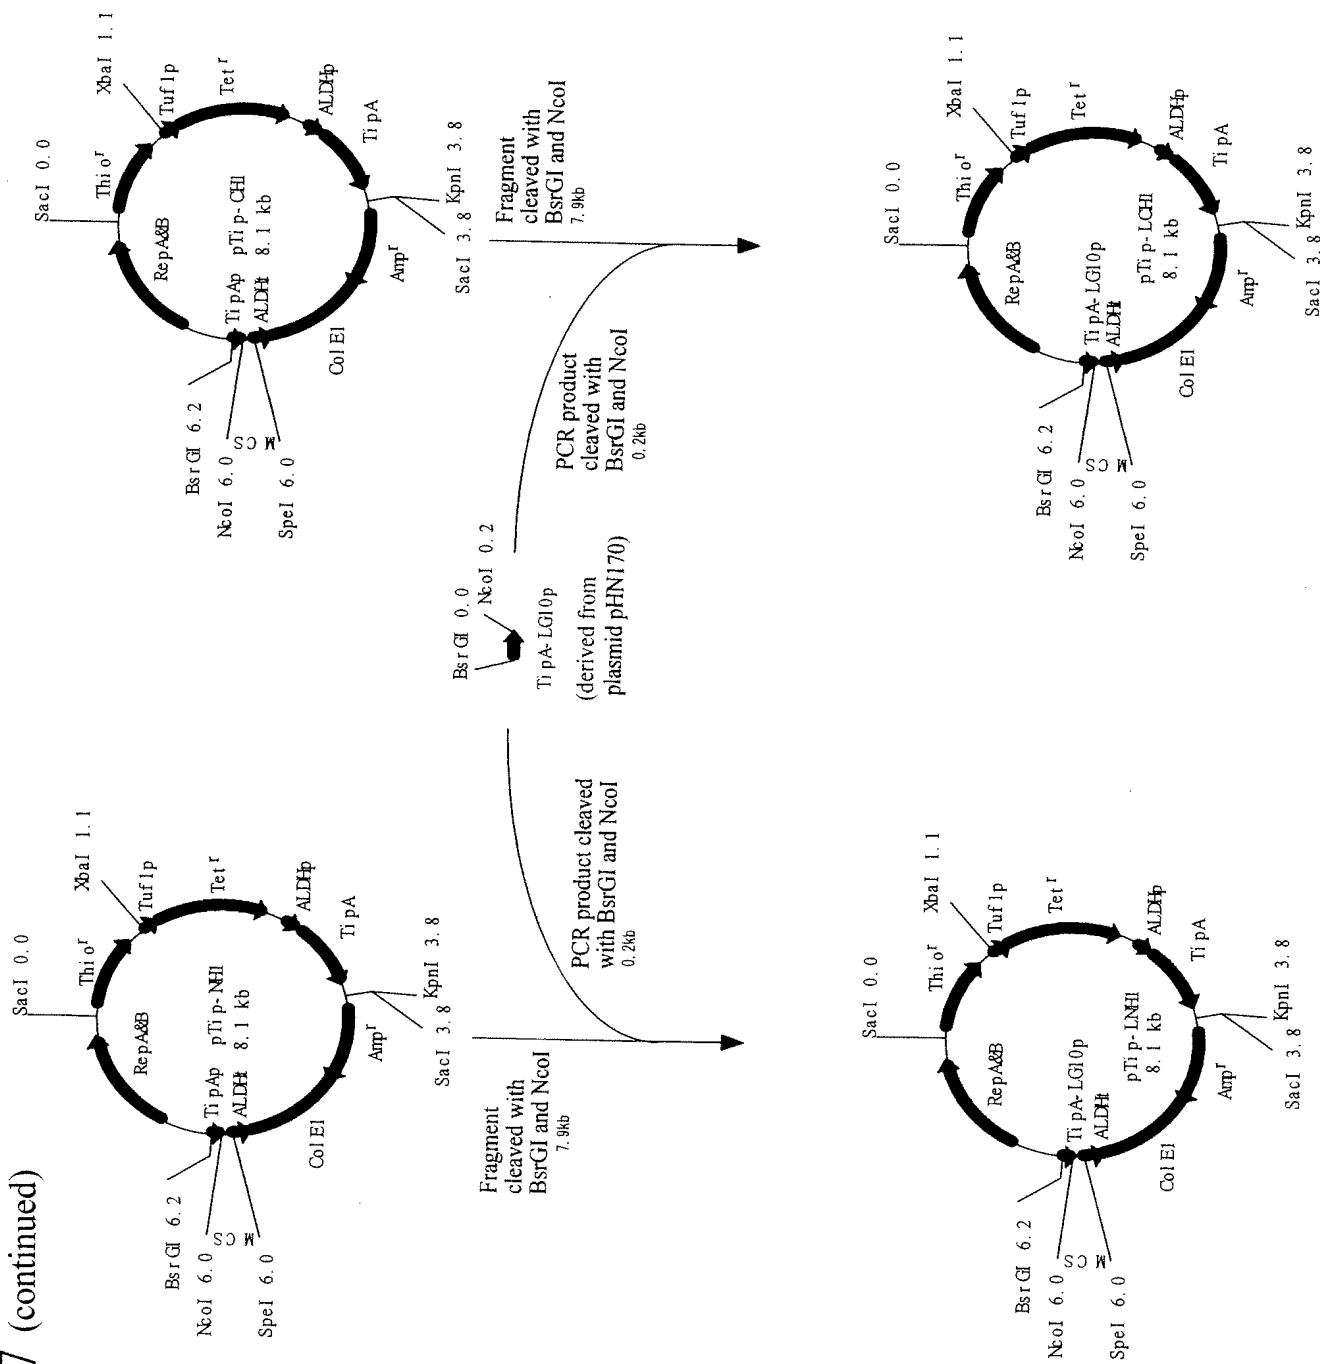 7 (continued)
SacI 0.0
XbaI 1.1
Thio^r
Tuf1p
Tet^r
ALDHp
TipA
KpnI 3.8
SacI 3.8
Amp^r
ColE1
RepA&B
TipAp pTip-NH1
ALDHt 8.1 kb
BsrGI 6.2
NcoI 6.0
MCS
SpeI 6.0
SacI 0.0
XbaI 1.1
Thio^r
Tuf1p
Tet^r
ALDHp
TipA
KpnI 3.8
SacI 3.8
Amp^r
ColE1
RepA&B
TipAp pTip-CH1
ALDHt 8.1 kb
BsrGI 6.2
NcoI 6.0
MCS
SpeI 6.0
Fragment
cleaved with
BsrGI and NcoI
7.9kb
PCR product cleaved
with BsrGI and NcoI
0.2kb
BsrGI 0.0
NcoI 0.2
TipA-LG10p
(derived from
plasmid pHN170)
PCR product
cleaved with
BsrGI and NcoI
0.2kb
Fragment
cleaved with
BsrGI and NcoI
7.9kb
SacI 0.0
XbaI 1.1
Thio^r
Tuf1p
Tet^r
ALDHp
TipA
KpnI 3.8
SacI 3.8
Amp^r
ColE1
RepA&B
TipA-LG10p
ALDHt
pTip-LNH1
8.1 kb
BsrGI 6.2
NcoI 6.0
MCS
SpeI 6.0
SacI 0.0
XbaI 1.1
Thio^r
Tuf1p
Tet^r
ALDHp
TipA
KpnI 3.8
SacI 3.8
Amp^r
ColE1
RepA&B
TipA-LG10p
ALDHt
pTip-LCH1
8.1 kb
BsrGI 6.2
NcoI 6.0
MCS
SpeI 6.0